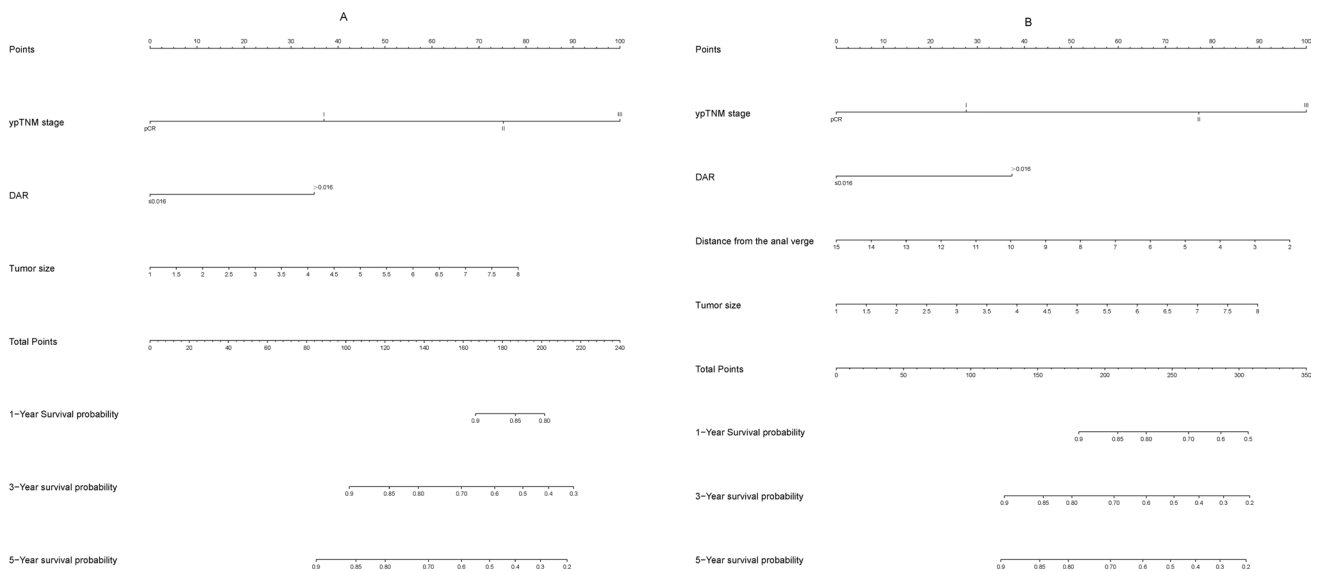 A
Points
0 10 20 30 40 50 60 70 80 90 100
ypTNM stage
pCR I II III
DAR
≤0.016 >0.016
Tumor size
1 1.5 2 2.5 3 3.5 4 4.5 5 5.5 6 6.5 7 7.5 8
Total Points
0 20 40 60 80 100 120 140 160 180 200 220 240
1−Year Survival probability
0.9 0.85 0.80
3−Year survival probability
0.9 0.85 0.80 0.70 0.6 0.5 0.4 0.3
5−Year survival probability
0.9 0.85 0.80 0.70 0.6 0.5 0.4 0.3 0.2
B
Points
0 10 20 30 40 50 60 70 80 90 100
ypTNM stage
pCR I II III
DAR
≤0.016 >0.016
Distance from the anal verge
15 14 13 12 11 10 9 8 7 6 5 4 3 2
Tumor size
1 1.5 2 2.5 3 3.5 4 4.5 5 5.5 6 6.5 7 7.5 8
Total Points
0 50 100 150 200 250 300 350
1−Year Survival probability
0.9 0.85 0.80 0.70 0.6 0.5
3−Year survival probability
0.9 0.85 0.80 0.70 0.6 0.5 0.4 0.3 0.2
5−Year survival probability
0.9 0.85 0.80 0.70 0.6 0.5 0.4 0.3 0.2